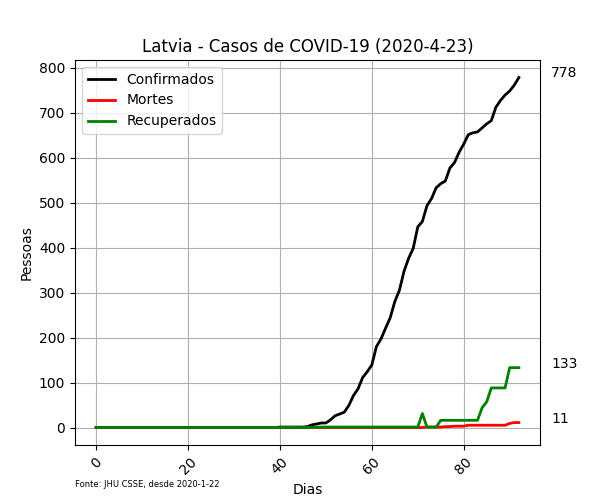 Latvia - Casos de COVID-19 (2020-4-23)
Confirmados
Mortes
Recuperados
800
700
600
500
400
300
200
100
0
Pessoas
778
133
11
0
20
40
60
80
Dias
Fonte: JHU CSSE, desde 2020-1-22